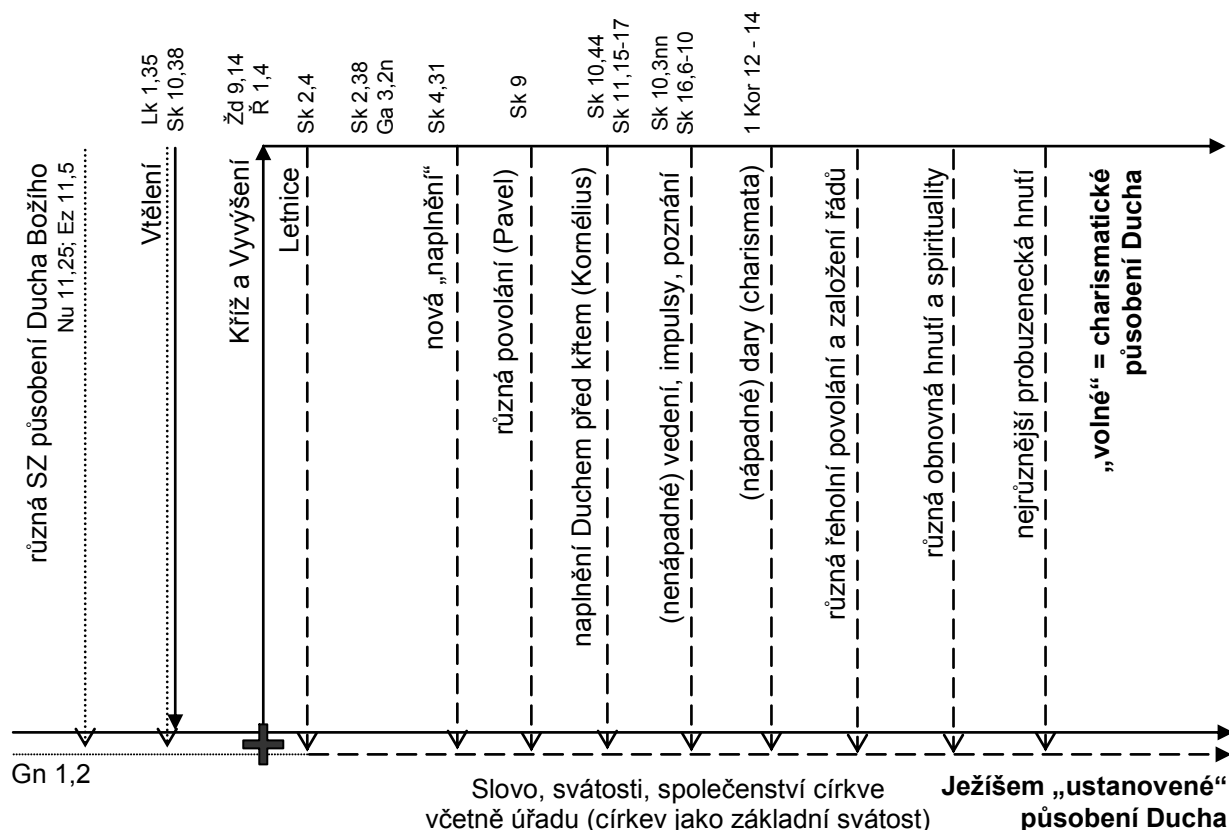 Lk 1,35
Sk 10,38
Žd 9,14
Ř 1,4
Sk 2,4
Sk 2,38
Ga 3,2n
Sk 4,31
Sk 9
Sk 10,44
Sk 11,15-17
Sk 10,3nn
Sk 16,6-10
1 Kor 12 - 14
různá SZ působení Ducha Božího
Nu 11,25; Ez 11,5
Vtělení
Kříž a Vyvýšení
Letnice
nová „naplnění“
různá povolání (Pavel)
naplnění Duchem před křtem (Kornélius)
(nenápadné) vedení, impulsy, poznání
(nápadné) dary (charismata)
různá řeholní povolání a založení řádů
různá obnovná hnutí a spirituality
nejrůznější probuzenecká hnutí
„volné“ = charismatické
působení Ducha
Gn 1,2
Slovo, svátosti, společenství církve
včetně úřadu (církev jako základní svátost)
Ježíšem „ustanovené“
působení Ducha